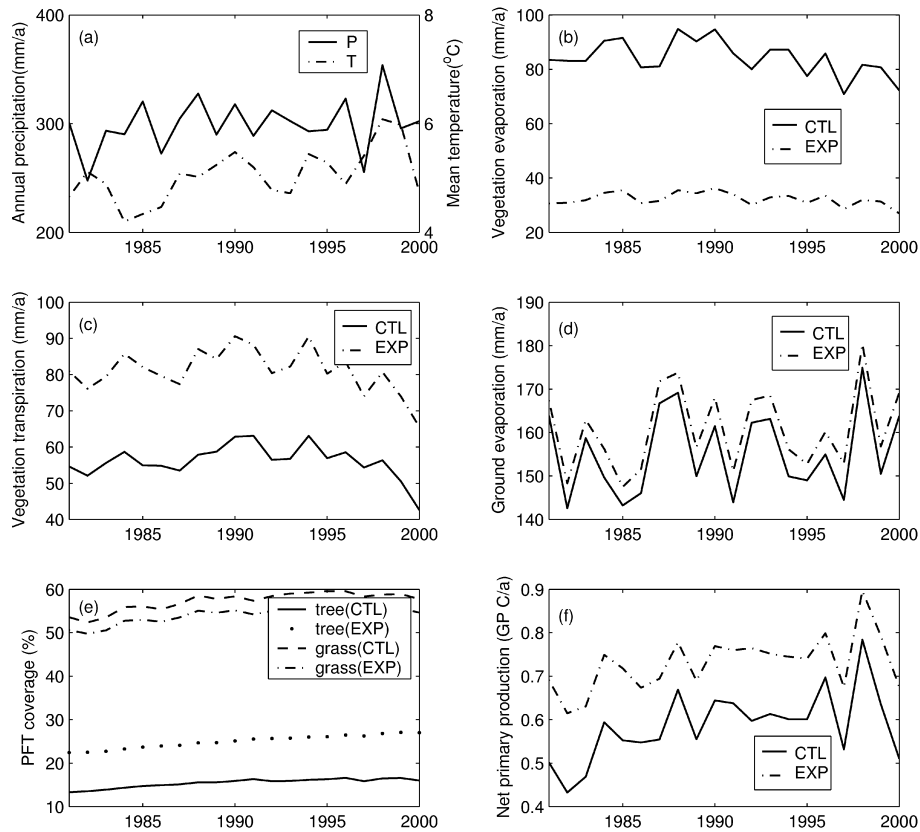 400
300
200
Annual precipitation(mm/a)
(a)
P
T
8
6
4
Mean temperature(°C)
1985 1990 1995 2000
100
80
60
40
20
Vegetation evaporation (mm/a)
(b)
CTL
EXP
1985 1990 1995 2000
100
90
80
70
60
50
40
Vegetation transpiration (mm/a)
(c)
CTL
EXP
1985 1990 1995 2000
190
180
170
160
150
140
Ground evaporation (mm/a)
(d)
CTL
EXP
1985 1990 1995 2000
60
50
40
30
20
10
PFT coverage (%)
(e)
tree(CTL)
tree(EXP)
grass(CTL)
grass(EXP)
1985 1990 1995 2000
0.9
0.8
0.7
0.6
0.5
0.4
Net primary production (GP C/a)
(f)
CTL
EXP
1985 1990 1995 2000